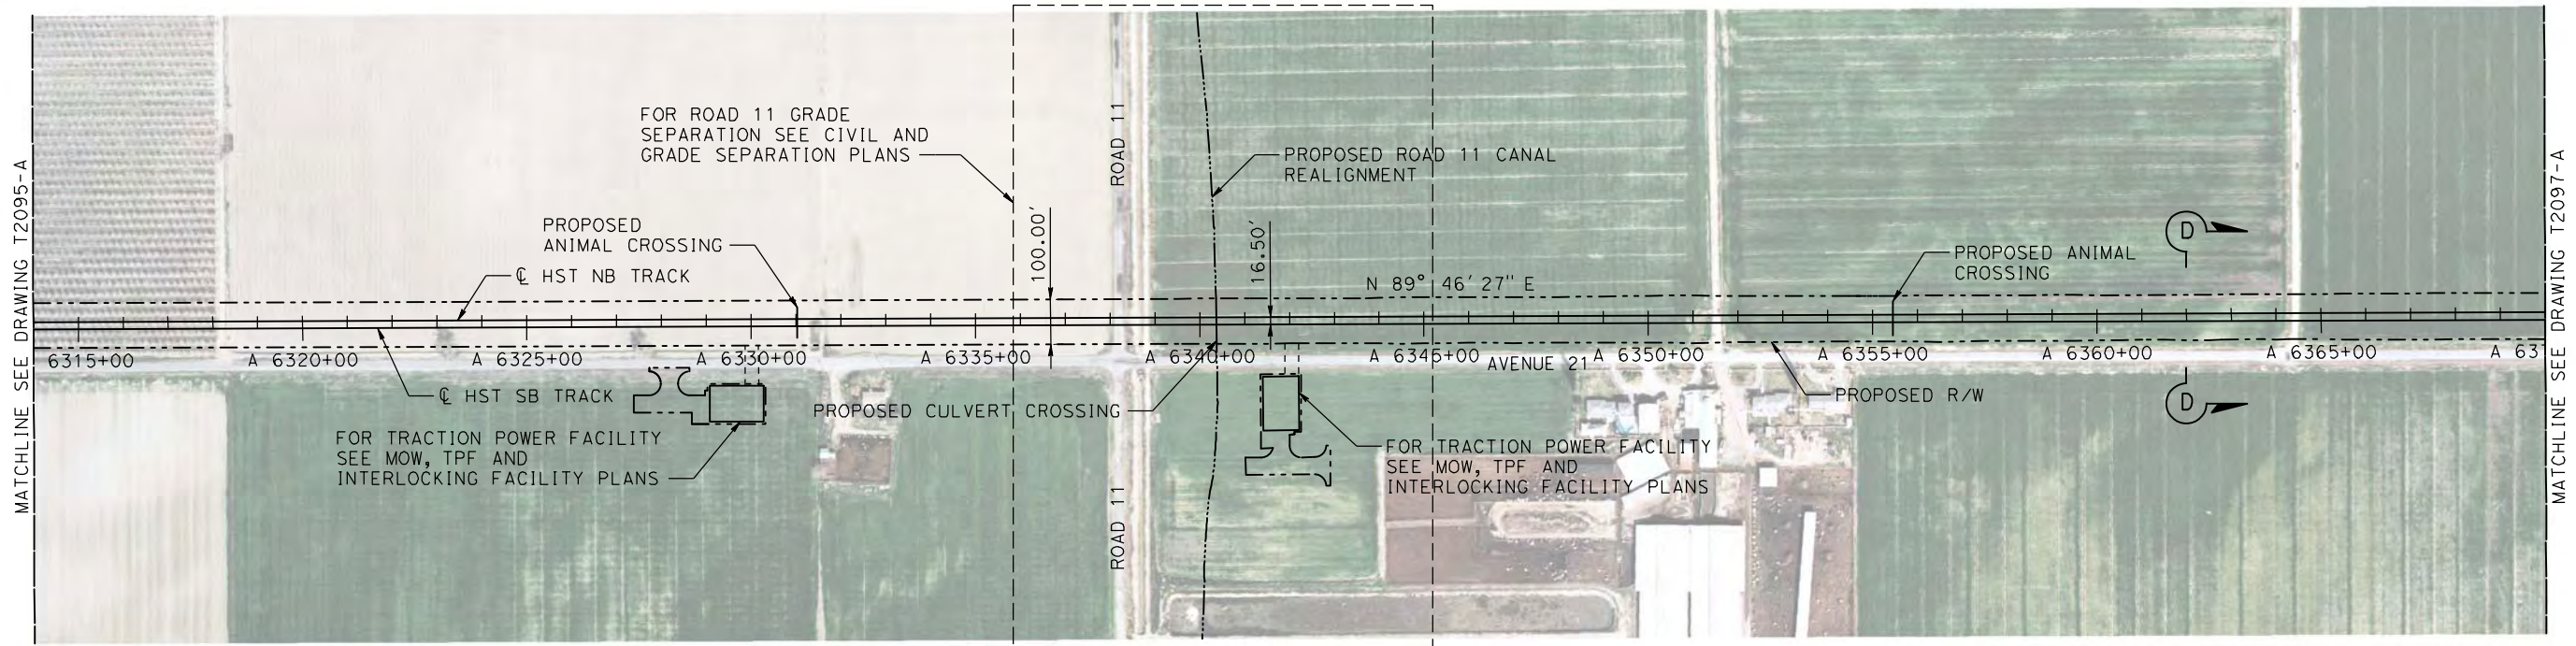 MATCHLINE SEE DRAWING T2095-A
FOR ROAD 11 GRADE
SEPARATION SEE CIVIL AND
GRADE SEPARATION PLANS
ROAD 11
PROPOSED ROAD 11 CANAL
REALIGNMENT
PROPOSED
ANIMAL CROSSING
℄ HST NB TRACK
100.00'
16.50'
N 89° 46' 27" E
PROPOSED ANIMAL
CROSSING
D
6315+00
A 6320+00
A 6325+00
A 6330+00
A 6335+00
A 6340+00
A 6345+00
A 6350+00
A 6355+00
A 6360+00
A 6365+00
A 637
AVENUE 21
℄ HST SB TRACK
PROPOSED CULVERT CROSSING
PROPOSED R/W
D
FOR TRACTION POWER FACILITY
SEE MOW, TPF AND
INTERLOCKING FACILITY PLANS
FOR TRACTION POWER FACILITY
SEE MOW, TPF AND
INTERLOCKING FACILITY PLANS
ROAD 11
MATCHLINE SEE DRAWING T2097-A